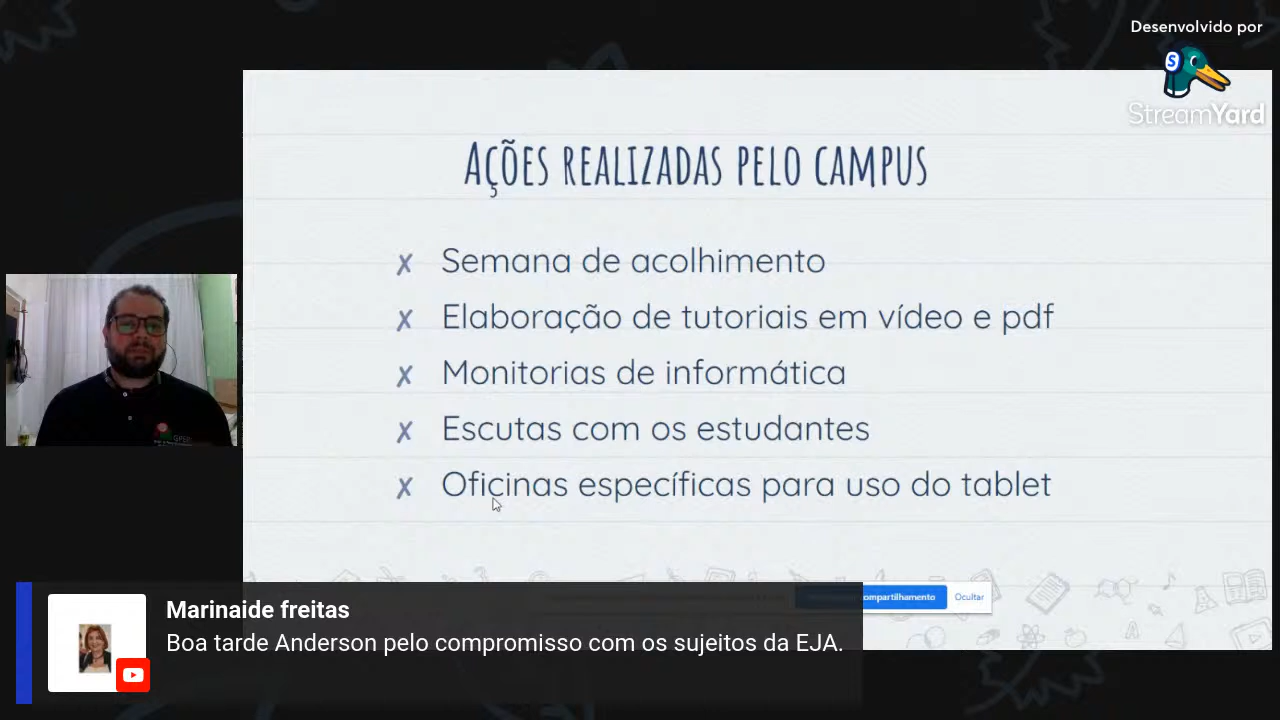 Desenvolvido por
StreamYard
Ações realizadas pelo campus
✗ Semana de acolhimento
✗ Elaboração de tutoriais em vídeo e pdf
✗ Monitorias de informática
✗ Escutas com os estudantes
✗ Oficinas específicas para uso do tablet
ompartilhamento Ocultar
Marinaide freitas
Boa tarde Anderson pelo compromisso com os sujeitos da EJA.